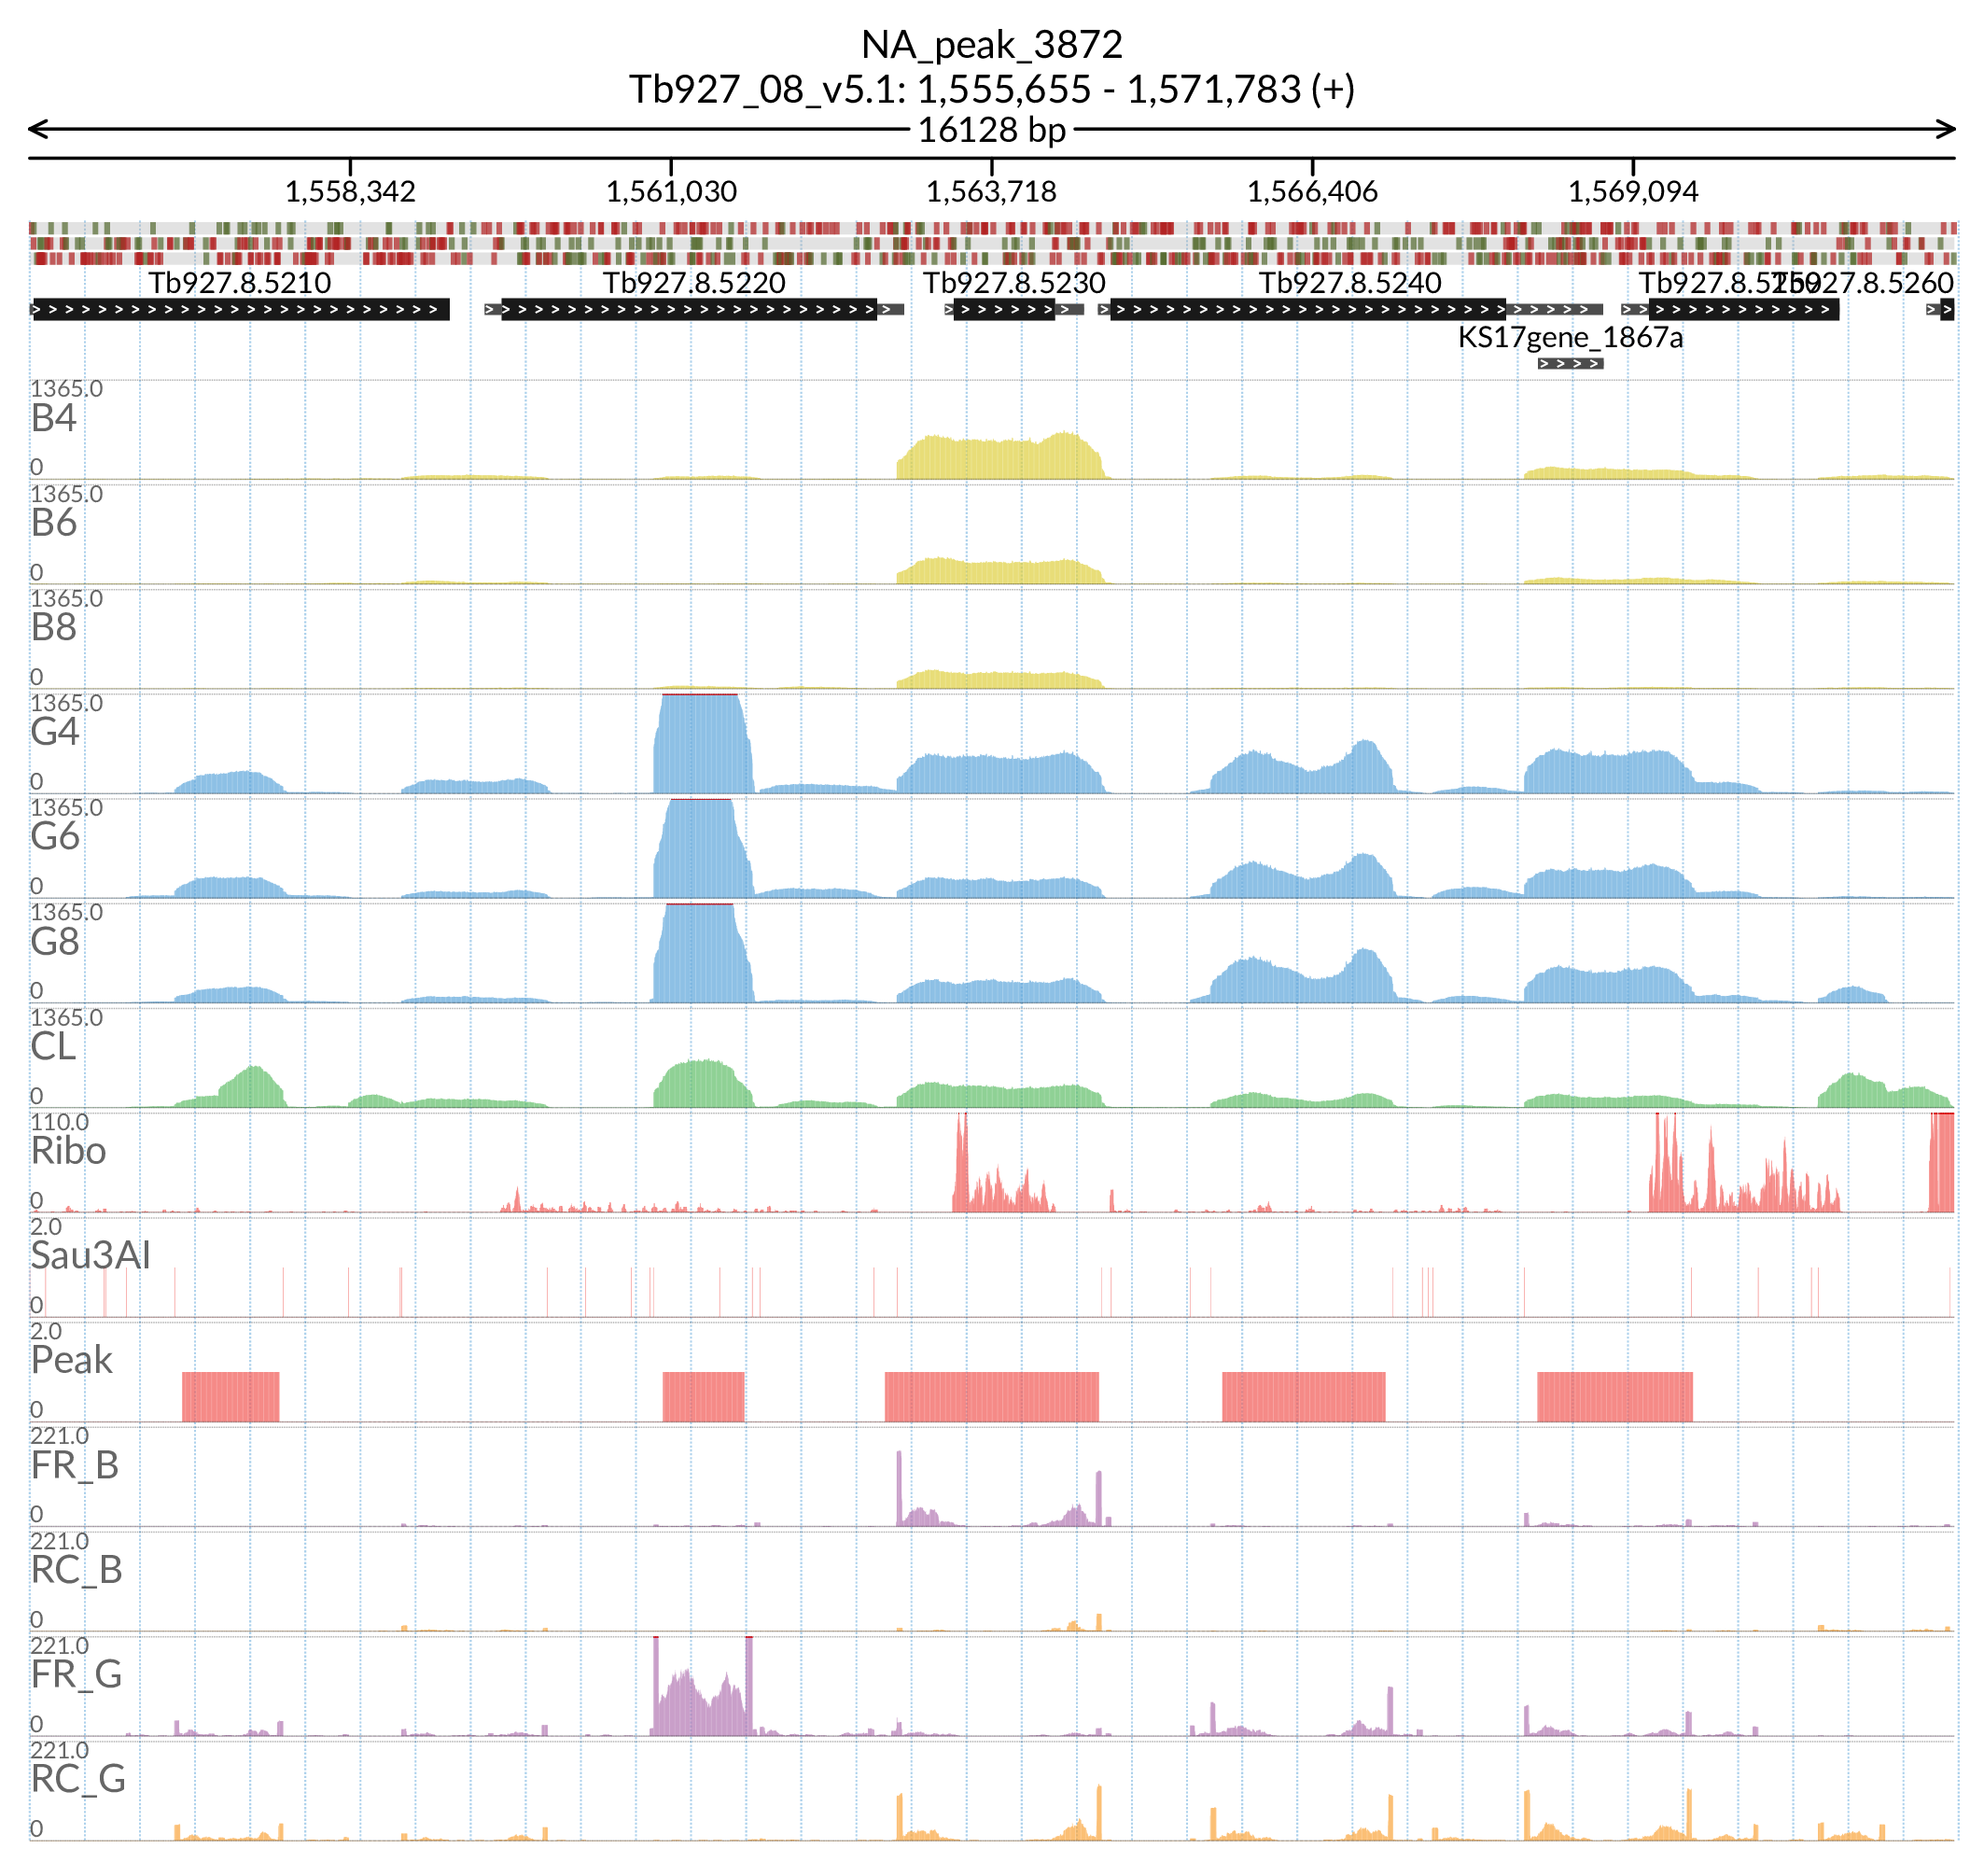 NA_peak_3872
Tb927_08_v5.1: 1,555,655 - 1,571,783 (+)
16128 bp
1,558,342 1,561,030 1,563,718 1,566,406 1,569,094
Tb927.8.5210 Tb927.8.5220 Tb927.8.5230 Tb927.8.5240 Tb927.8.5250 Tb927.8.5260
KS17gene_1867a
1365.0
B4
0
1365.0
B6
0
1365.0
B8
0
1365.0
G4
0
1365.0
G6
0
1365.0
G8
0
1365.0
CL
0
110.0
Ribo
0
2.0
Sau3AI
0
2.0
Peak
0
221.0
FR_B
0
221.0
RC_B
0
221.0
FR_G
0
221.0
RC_G
0